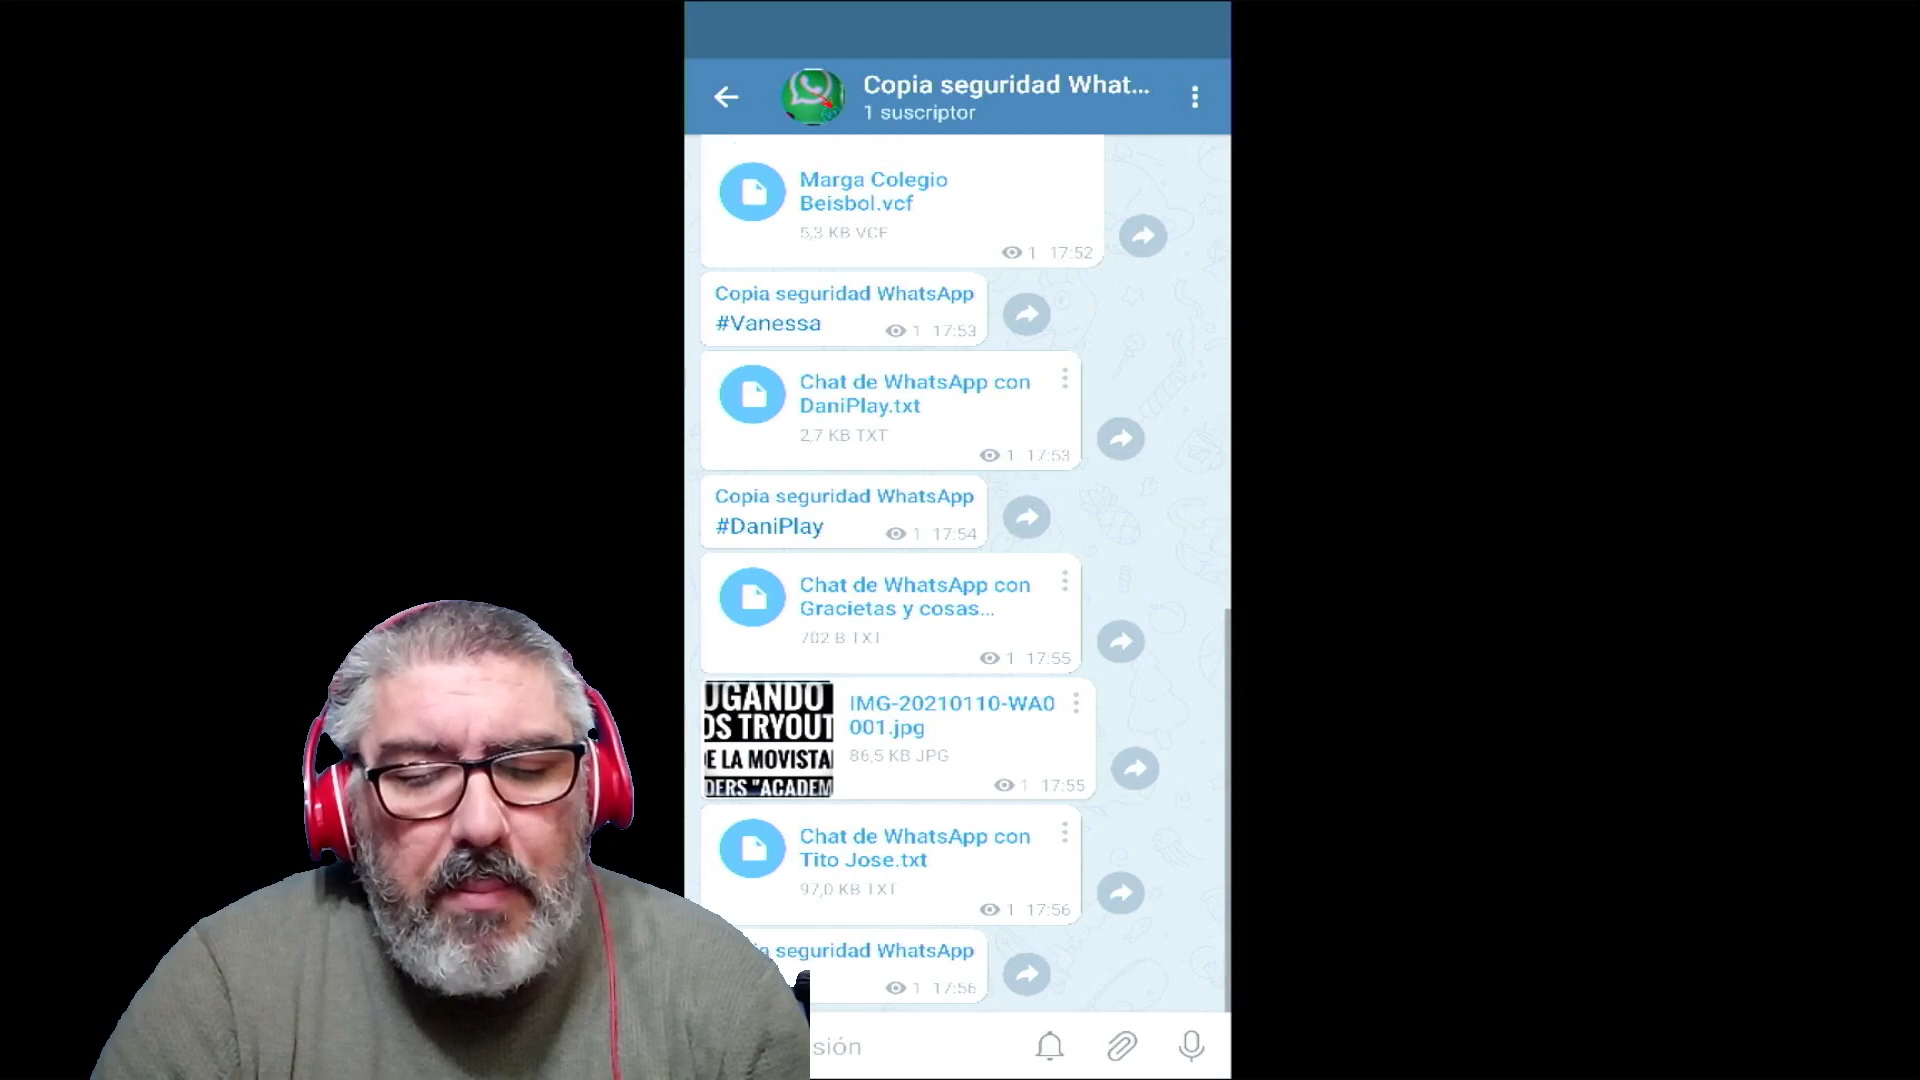 Copia seguridad What...
1 suscriptor
Marga Colegio
Beisbol.vcf
5,3 KB VCF
1 17:52
Copia seguridad WhatsApp
#Vanessa
1 17:53
Chat de WhatsApp con
DaniPlay.txt
2,7 KB TXT
1 17:53
Copia seguridad WhatsApp
#DaniPlay
1 17:54
Chat de WhatsApp con
Gracietas y cosas...
702 B TXT
1 17:55
UGANDO
OS TRYOUT
E LA MOVISTA
DERS "ACADEM
IMG-20210110-WA0
001.jpg
86,5 KB JPG
1 17:55
Chat de WhatsApp con
Tito Jose.txt
97,0 KB TXT
1 17:56
seguridad WhatsApp
1 17:56
sión